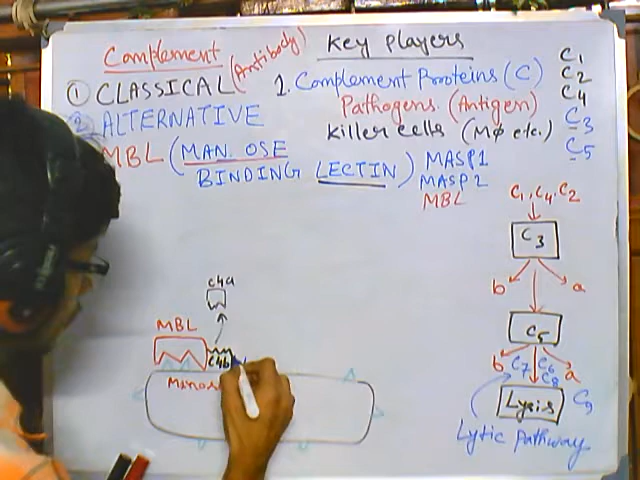 Complement
(Antibody)
Key Players
① CLASSICAL
② ALTERNATIVE
MBL (MAN. OSE
BINDING LECTIN)
1. Complement Proteins (C)
Pathogens. (Antigen)
Killer cells (MΦ etc.)
C1
C2
C4
C3
C5
MASP1
MASP2
MBL
C1, C4, C2
C3
b a
C5
b C7 C6 a
C8
Lysis C9
Lytic Pathway
C4a
MBL
C4b